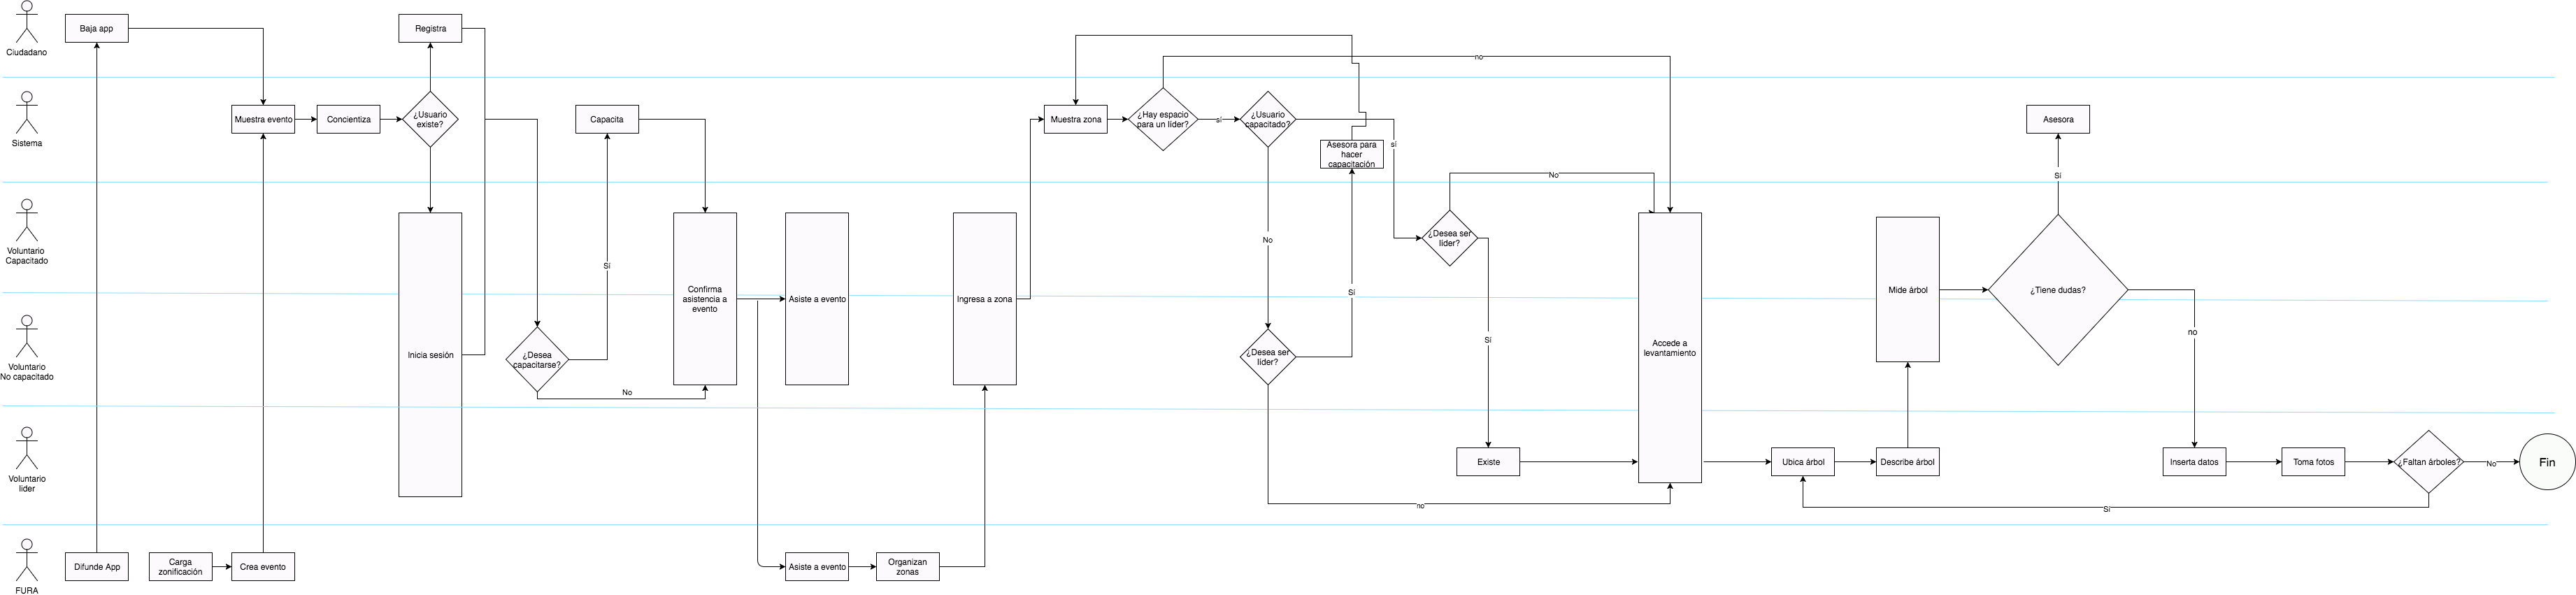 Ciudadano
Baja app
Registra
no
Sistema
Muestra evento
Concientiza
¿Usuario
existe?
Capacita
Muestra zona
¿Hay espacio
para un líder?
sí
¿Usuario
capacitado?
Asesora para
hacer
capacitación
sí
Asesora
Sí
No
Voluntario
Capacitado
Confirma
asistencia a
evento
Asiste a evento
Ingresa a zona
Sí
No
Sí
¿Desea ser
líder?
Sí
Accede a
levantamiento
Mide árbol
¿Tiene dudas?
no
Voluntario
No capacitado
Inicia sesión
¿Desea
capacitarse?
No
¿Desea ser
líder?
no
Voluntario
lider
Existe
Ubica árbol
Describe árbol
Inserta datos
Toma fotos
¿Faltan árboles?
No
Fin
Sí
FURA
Difunde App
Carga
zonificación
Crea evento
Asiste a evento
Organizan
zonas